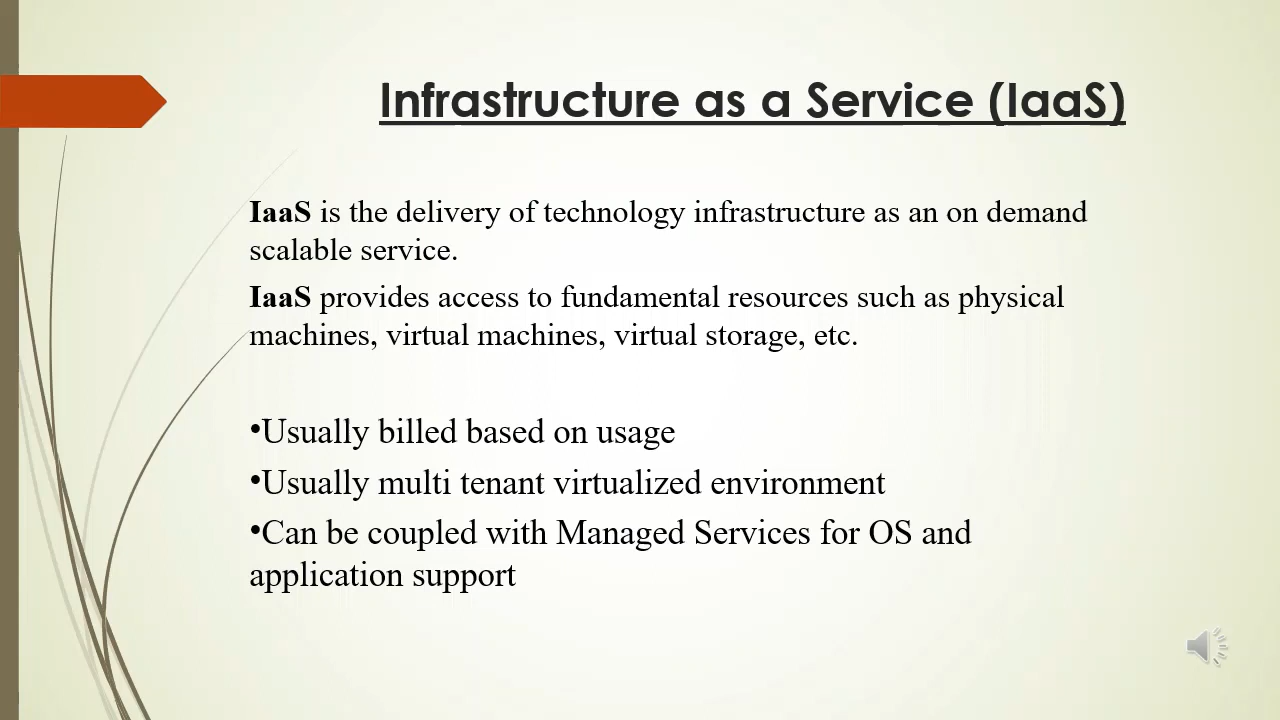 Infrastructure as a Service (IaaS)
IaaS is the delivery of technology infrastructure as an on demand
scalable service.
IaaS provides access to fundamental resources such as physical
machines, virtual machines, virtual storage, etc.
•Usually billed based on usage
•Usually multi tenant virtualized environment
•Can be coupled with Managed Services for OS and
application support